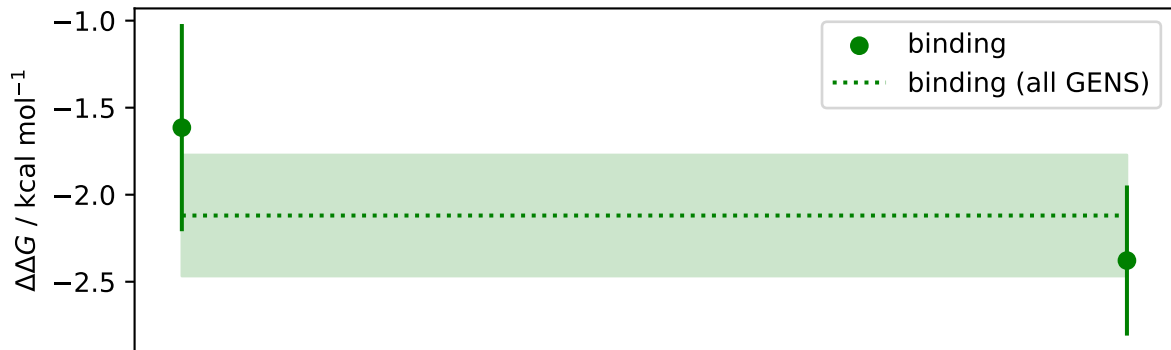 −1.0
−1.5
−2.0
−2.5
ΔΔG / kcal mol⁻¹
binding
binding (all GENS)